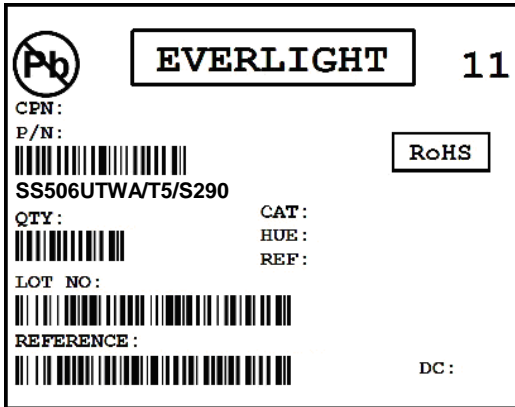 Pb
EVERLIGHT
11
CPN:
P/N:
RoHS
SS506UTWA/T5/S290
QTY:
CAT:
HUE:
REF:
LOT NO:
REFERENCE:
DC: